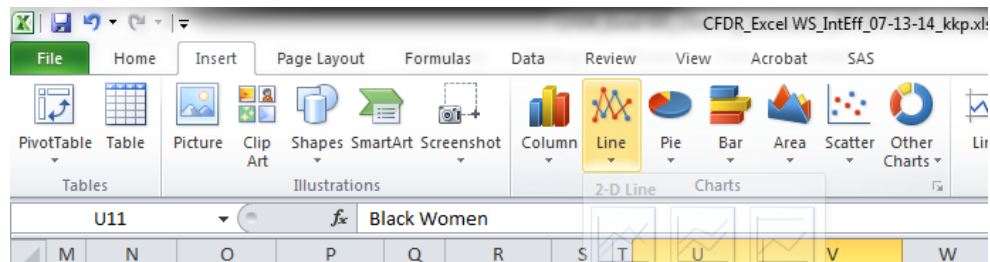 CFDR_Excel WS_IntEff_07-13-14_kkp.xls
File Home Insert Page Layout Formulas Data Review View Acrobat SAS
PivotTable Table Picture Clip Art Shapes SmartArt Screenshot Column Line Pie Bar Area Scatter Other Charts Lin
Tables Illustrations Charts
2-D Line
U11 fx Black Women
M N O P Q R S T U V W